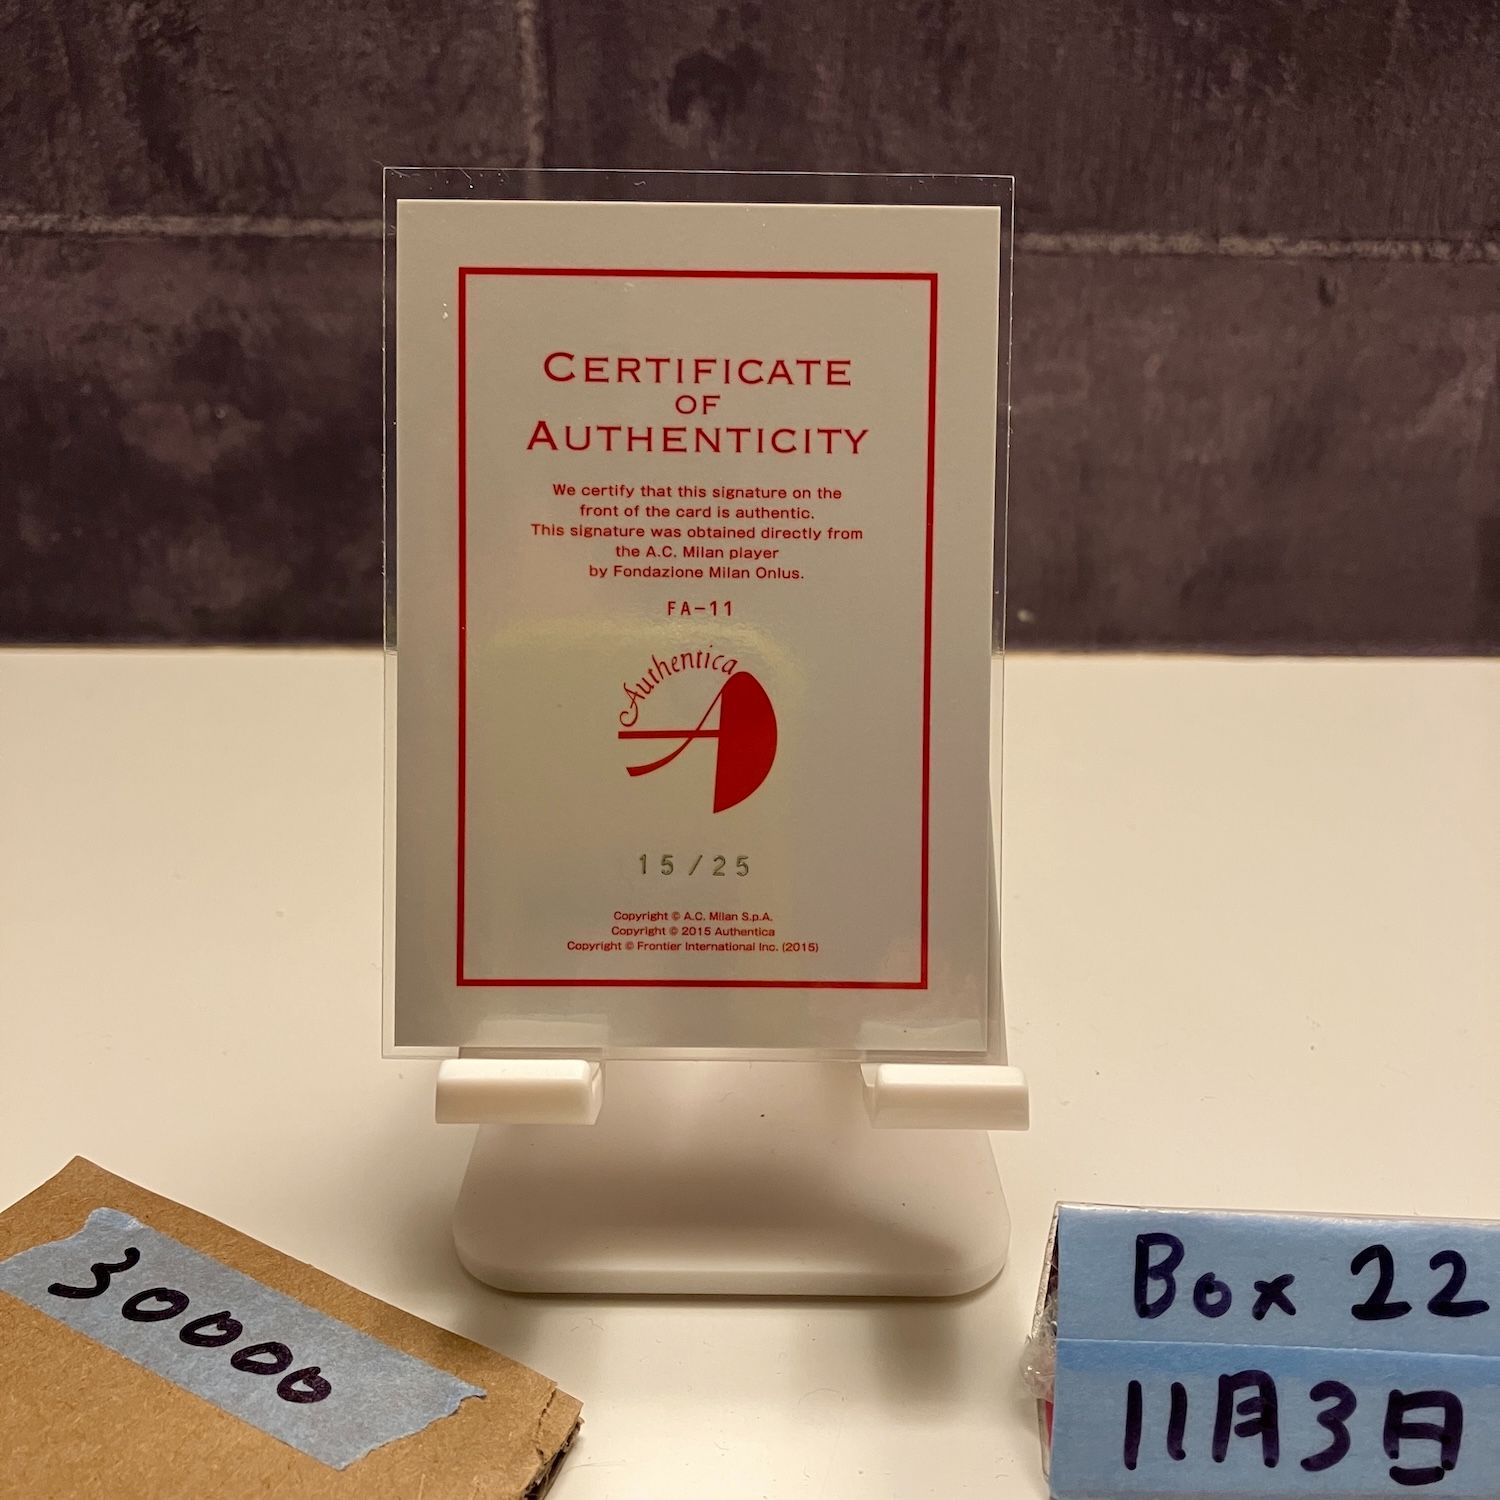 CERTIFICATE
OF
AUTHENTICITY
We certify that this signature on the
front of the card is authentic.
This signature was obtained directly from
the A.C. Milan player
by Fondazione Milan Onlus.
FA-11
Authentica
15/25
Copyright © A.C. Milan S.p.A.
Copyright © 2015 Authentica
Copyright © Frontier International Inc. (2015)
30000
Box 22
11月3日